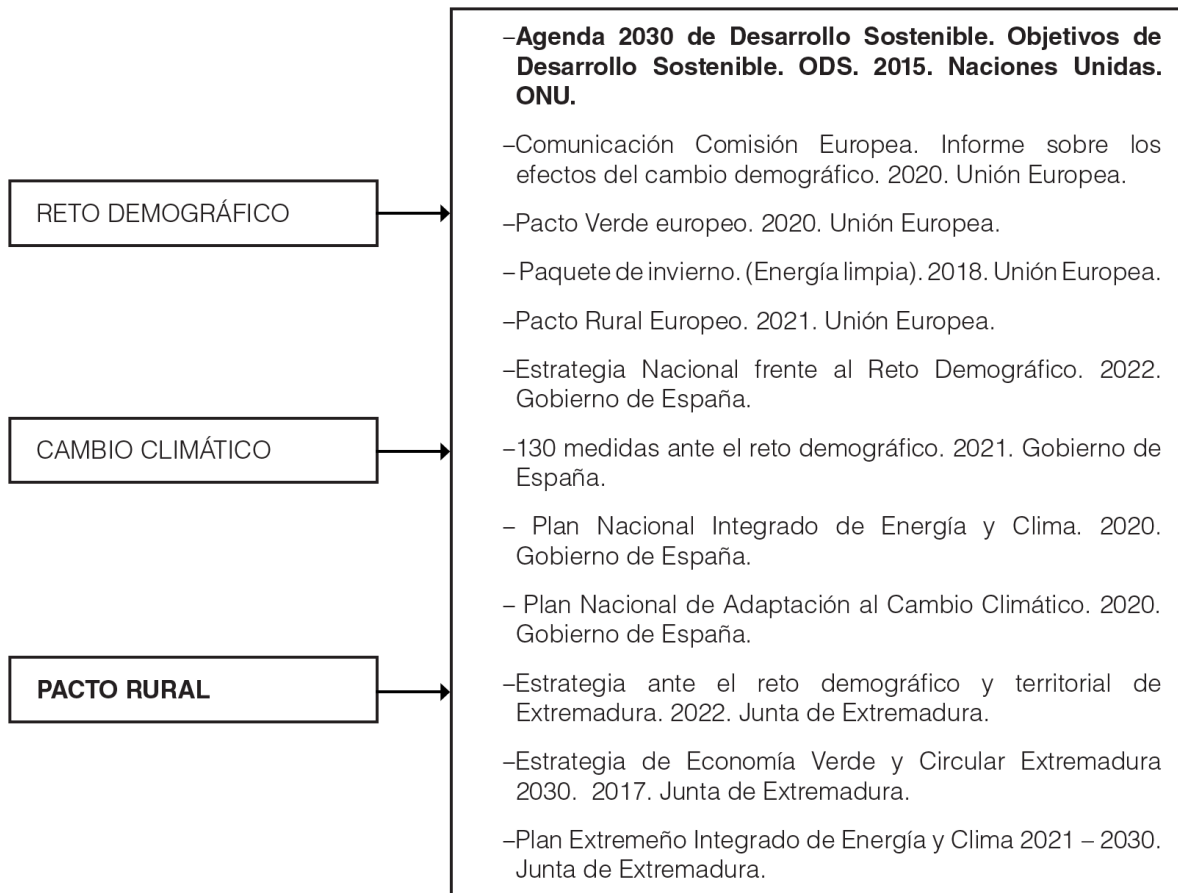 –Agenda 2030 de Desarrollo Sostenible. Objetivos de
Desarrollo Sostenible. ODS. 2015. Naciones Unidas.
ONU.
–Comunicación Comisión Europea. Informe sobre los
efectos del cambio demográfico. 2020. Unión Europea.
RETO DEMOGRÁFICO
–Pacto Verde europeo. 2020. Unión Europea.
– Paquete de invierno. (Energía limpia). 2018. Unión Europea.
–Pacto Rural Europeo. 2021. Unión Europea.
–Estrategia Nacional frente al Reto Demográfico. 2022.
Gobierno de España.
CAMBIO CLIMÁTICO
–130 medidas ante el reto demográfico. 2021. Gobierno de
España.
– Plan Nacional Integrado de Energía y Clima. 2020.
Gobierno de España.
– Plan Nacional de Adaptación al Cambio Climático. 2020.
Gobierno de España.
PACTO RURAL
–Estrategia ante el reto demográfico y territorial de
Extremadura. 2022. Junta de Extremadura.
–Estrategia de Economía Verde y Circular Extremadura
2030. 2017. Junta de Extremadura.
–Plan Extremeño Integrado de Energía y Clima 2021 – 2030.
Junta de Extremadura.